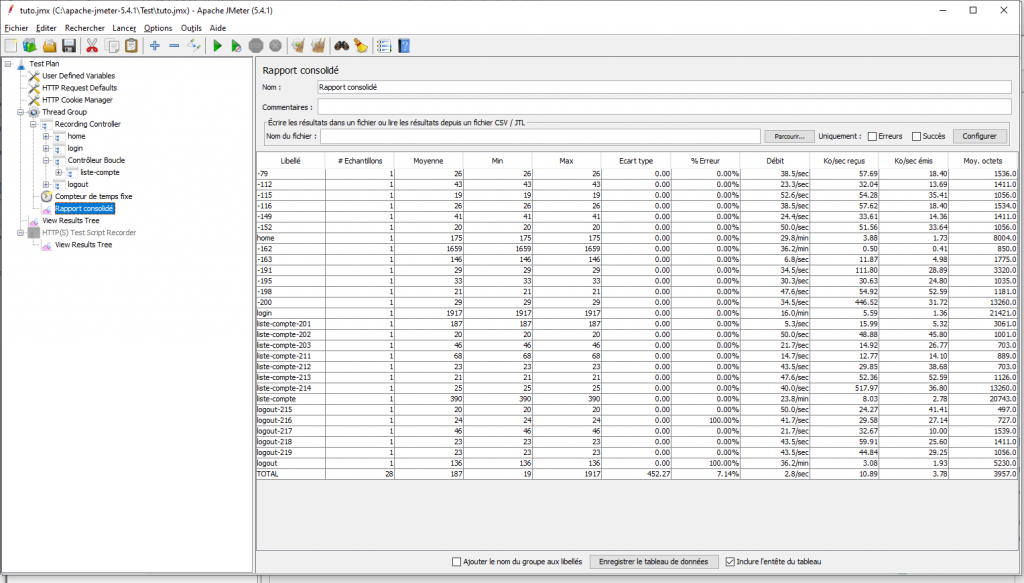 tuto.jmx (C:\apache-jmeter-5.4.1\Test\tuto.jmx) - Apache JMeter (5.4.1)
Fichier Editer Rechercher Lancer Options Outils Aide
Test Plan
User Defined Variables
HTTP Request Defaults
HTTP Cookie Manager
Thread Group
Recording Controller
home
login
Contrôleur Boucle
liste-compte
logout
Compteur de temps fixe
Rapport consolidé
View Results Tree
HTTP(S) Test Script Recorder
View Results Tree
Rapport consolidé
Nom : Rapport consolidé
Commentaires :
Écrire les résultats dans un fichier ou lire les résultats depuis un fichier CSV / JTL
Nom du fichier : Parcourir... Uniquement : Erreurs Succès Configurer
Libellé # Echantillons Moyenne Min Max Ecart type % Erreur Débit Ko/sec reçus Ko/sec émis Moy. octets
-79 1 26 26 26 0.00 0.00% 38.5/sec 57.69 18.40 1536.0
-112 1 43 43 43 0.00 0.00% 23.3/sec 32.04 13.69 1411.0
-115 1 19 19 19 0.00 0.00% 52.6/sec 54.28 35.41 1056.0
-116 1 26 26 26 0.00 0.00% 38.5/sec 57.62 18.40 1534.0
-149 1 41 41 41 0.00 0.00% 24.4/sec 33.61 14.36 1411.0
-152 1 20 20 20 0.00 0.00% 50.0/sec 51.56 33.64 1056.0
home 1 175 175 175 0.00 0.00% 29.8/min 3.88 1.73 8004.0
-162 1 1659 1659 1659 0.00 0.00% 36.2/min 0.50 0.41 850.0
-163 1 146 146 146 0.00 0.00% 6.8/sec 11.87 4.98 1775.0
-191 1 29 29 29 0.00 0.00% 34.5/sec 111.80 28.89 3320.0
-195 1 33 33 33 0.00 0.00% 30.3/sec 30.63 24.80 1035.0
-198 1 21 21 21 0.00 0.00% 47.6/sec 54.92 52.59 1181.0
-200 1 29 29 29 0.00 0.00% 34.5/sec 446.52 31.72 13260.0
login 1 1917 1917 1917 0.00 0.00% 16.0/min 5.59 1.36 21421.0
liste-compte-201 1 187 187 187 0.00 0.00% 5.3/sec 15.99 5.32 3061.0
liste-compte-202 1 20 20 20 0.00 0.00% 50.0/sec 48.88 45.80 1001.0
liste-compte-203 1 46 46 46 0.00 0.00% 21.7/sec 14.92 26.77 703.0
liste-compte-211 1 68 68 68 0.00 0.00% 14.7/sec 12.77 14.10 889.0
liste-compte-212 1 23 23 23 0.00 0.00% 43.5/sec 29.85 38.68 703.0
liste-compte-213 1 21 21 21 0.00 0.00% 47.6/sec 52.36 52.59 1126.0
liste-compte-214 1 25 25 25 0.00 0.00% 40.0/sec 517.97 36.80 13260.0
liste-compte 1 390 390 390 0.00 0.00% 23.8/min 8.03 2.78 20743.0
logout-215 1 20 20 20 0.00 0.00% 50.0/sec 24.27 41.41 497.0
logout-216 1 24 24 24 0.00 100.00% 41.7/sec 29.58 27.14 727.0
logout-217 1 46 46 46 0.00 0.00% 21.7/sec 32.67 10.00 1539.0
logout-218 1 23 23 23 0.00 0.00% 43.5/sec 59.91 25.60 1411.0
logout-219 1 23 23 23 0.00 0.00% 43.5/sec 44.84 29.25 1056.0
logout 1 136 136 136 0.00 100.00% 36.2/min 3.08 1.93 5230.0
TOTAL 28 187 19 1917 452.27 7.14% 2.8/sec 10.89 3.78 3957.0
Ajouter le nom du groupe aux libellés Enregistrer le tableau de données Inclure l'entête du tableau